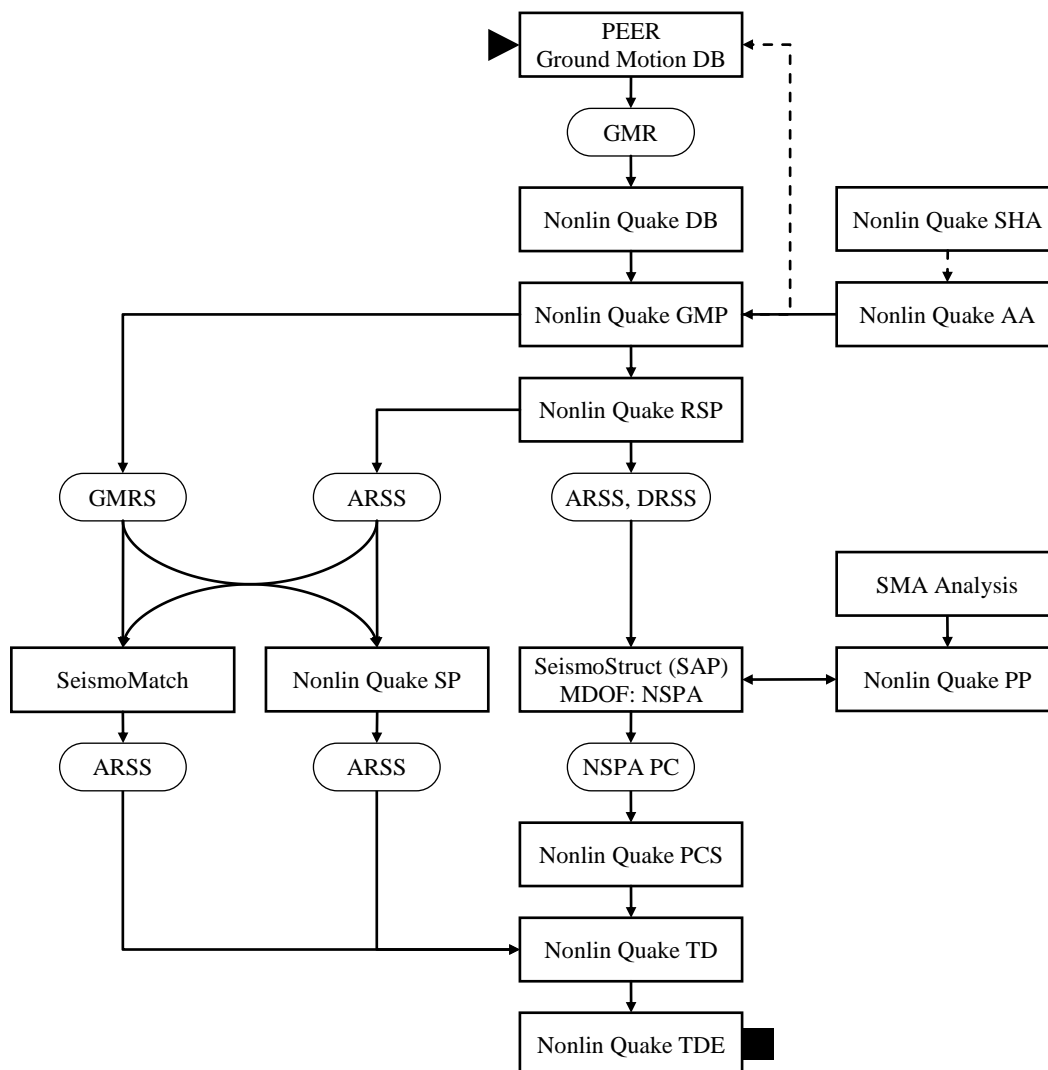 PEER
Ground Motion DB
GMR
Nonlin Quake DB
Nonlin Quake SHA
Nonlin Quake GMP
Nonlin Quake AA
Nonlin Quake RSP
GMRS
ARSS
ARSS, DRSS
SMA Analysis
SeismoMatch
Nonlin Quake SP
SeismoStruct (SAP)
MDOF: NSPA
Nonlin Quake PP
ARSS
ARSS
NSPA PC
Nonlin Quake PCS
Nonlin Quake TD
Nonlin Quake TDE